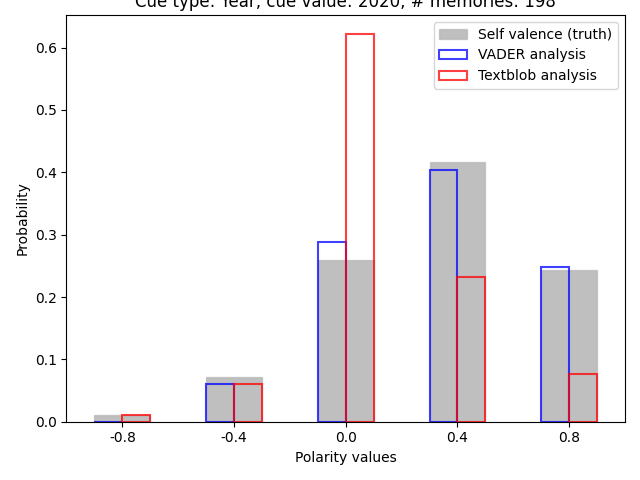 Cue type: Year, cue value: 2020, # memories: 198
Self valence (truth)
VADER analysis
Textblob analysis
Probability
0.6
0.5
0.4
0.3
0.2
0.1
0.0
-0.8 -0.4 0.0 0.4 0.8
Polarity values